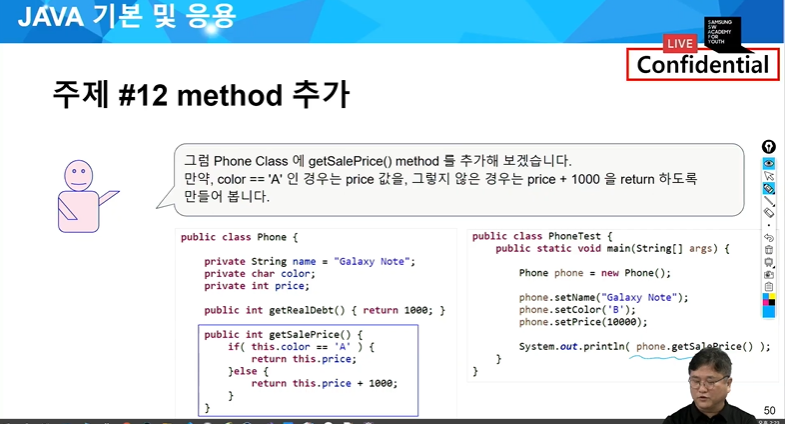 JAVA 기본 및 응용
SAMSUNG
SW
ACADEMY
FOR
YOUTH
LIVE
Confidential
주제 #12 method 추가
그럼 Phone Class 에 getSalePrice() method 를 추가해 보겠습니다.
만약, color == 'A' 인 경우는 price 값을, 그렇지 않은 경우는 price + 1000 을 return 하도록
만들어 봅니다.
public class Phone {
private String name = "Galaxy Note";
private char color;
private int price;
public int getRealDebt() { return 1000; }
public int getSalePrice() {
if( this.color == 'A' ) {
return this.price;
}else {
return this.price + 1000;
}
}
public class PhoneTest {
public static void main(String[] args) {
Phone phone = new Phone();
phone.setName("Galaxy Note");
phone.setColor('B');
phone.setPrice(10000);
System.out.println( phone.getSalePrice() );
}
}
50